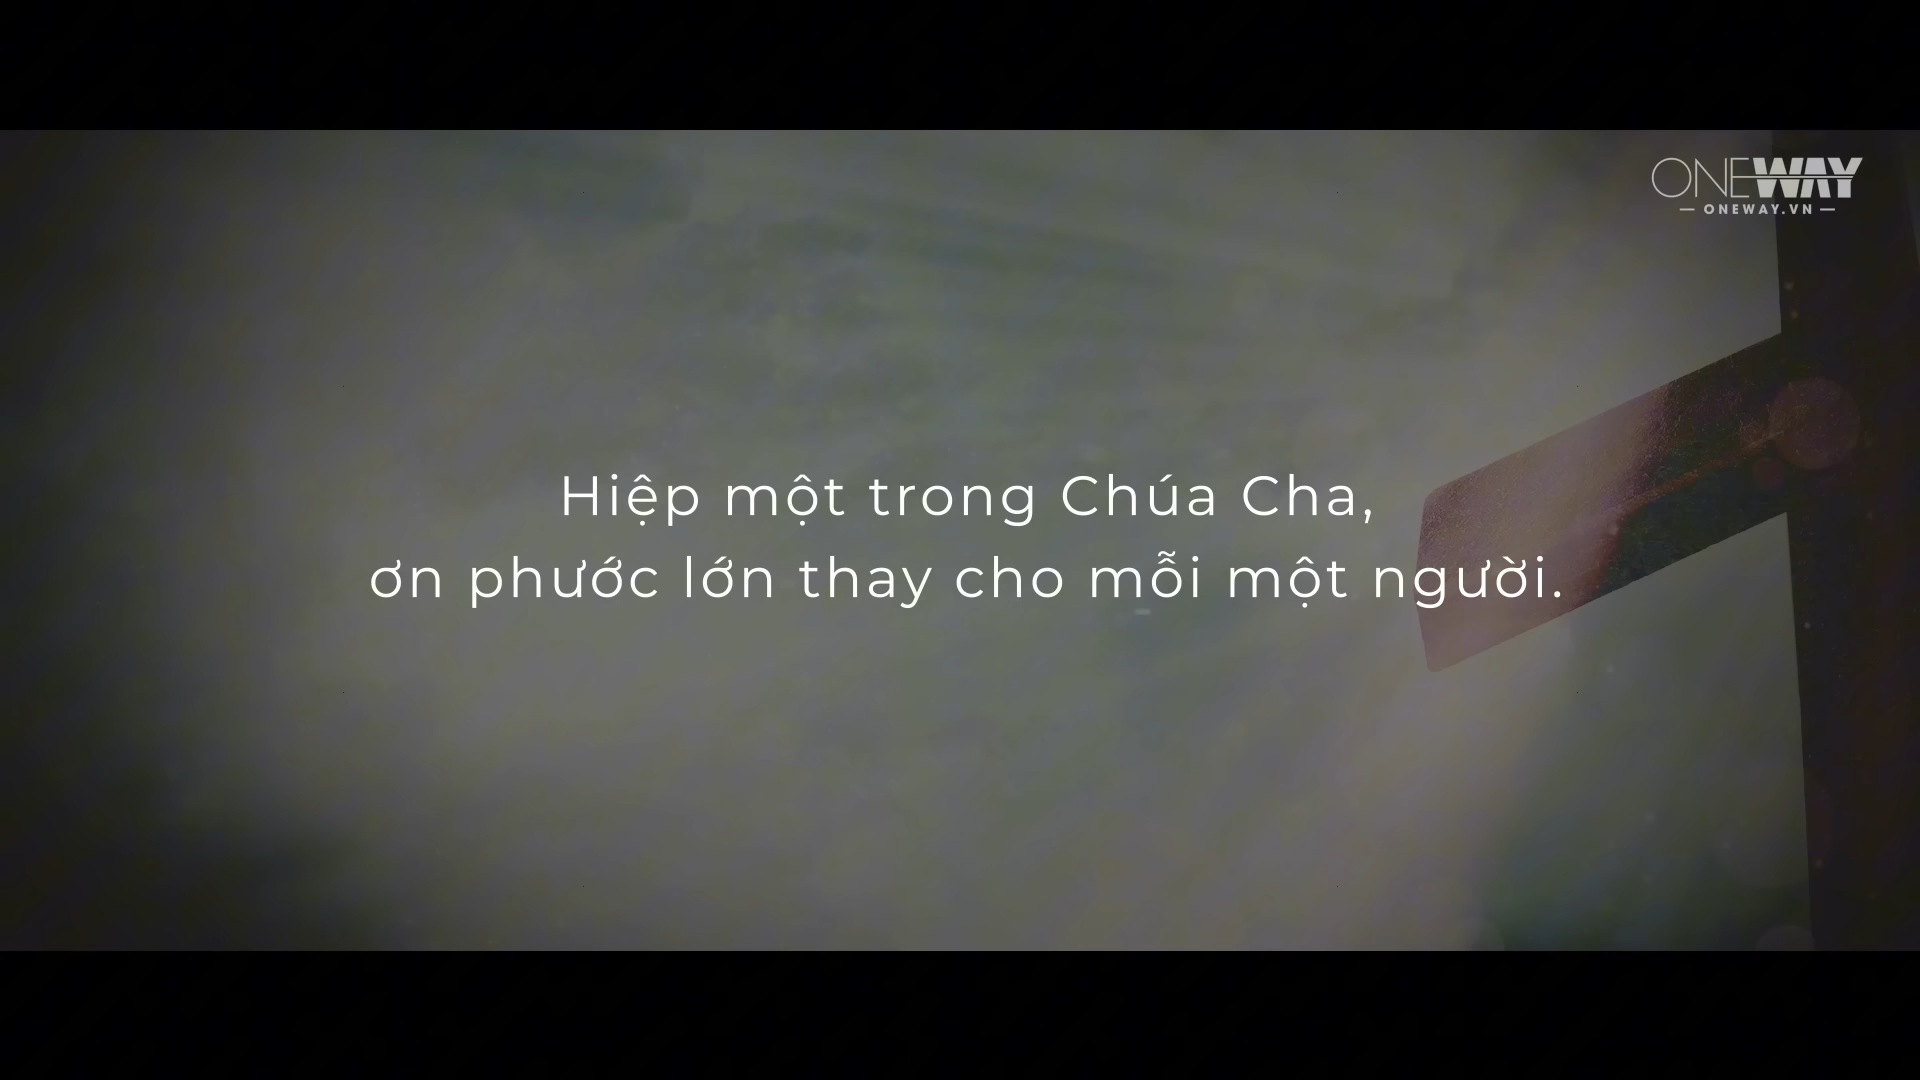 ONEWAY
ONEWAY.VN
Hiệp một trong Chúa Cha,
ơn phước lớn thay cho mỗi một người.